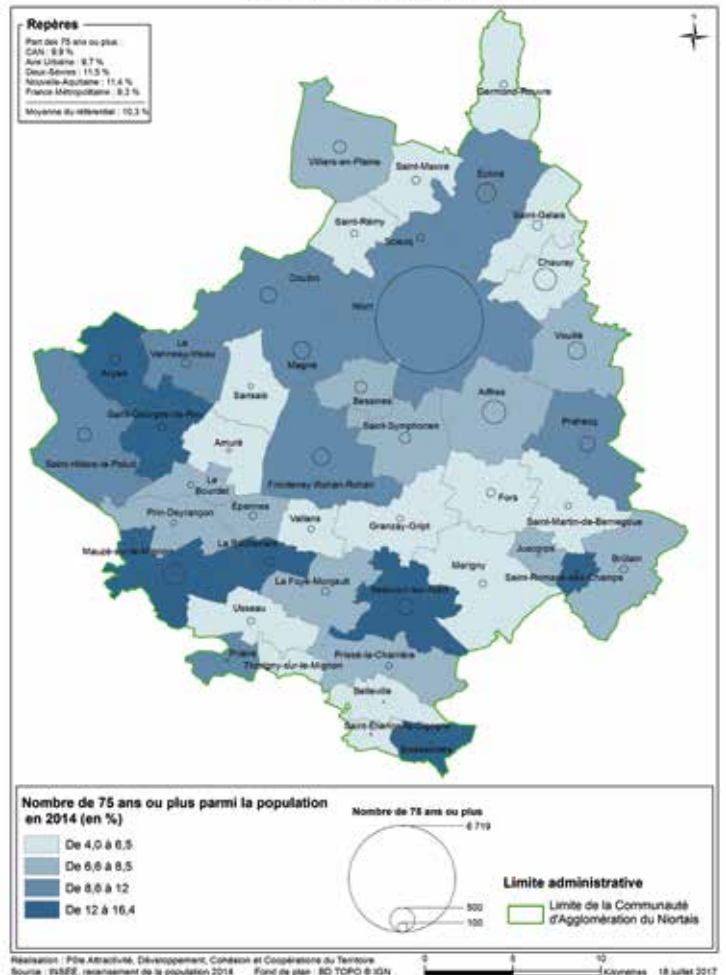 Repères
Part des 75 ans ou plus :
CAN : 9,9 %
Aire Urbaine : 9,7 %
Deux-Sèvres : 11,5 %
Nouvelle-Aquitaine : 11,4 %
France Métropolitaine : 9,3 %
Moyenne du référentiel : 10,3 %
N
Germond-Rouvre
Villiers-en-Plaine
Saint-Maxire
Echiré
Saint-Rémy
Sciecq
Saint-Gelais
Chauray
Coulon
Niort
Le
Vanneau-Irleau
Magné
Vouillé
Arçais
Sansais
Bessines
Aiffres
Saint-Georges-de-Rex
Saint-Symphorien
Prahecq
Amuré
Saint-Hilaire-la-Palud
Frontenay-Rohan-Rohan
Le
Bourdet
Fors
Prin-Deyrançon
Épannes
Vallans
Granzay-Gript
Saint-Martin-de-Bernegoue
Mauzé-sur-le-Mignon
La Rochénard
Juscorps
Brûlain
La Foye-Monjault
Marigny
Saint-Romans-des-Champs
Beauvoir-sur-Niort
Usseau
Priaires
Thorigny-sur-le-Mignon
Prissé-la-Charrière
Belleville
Saint-Étienne-la-Cigogne
Boisserolles
Nombre de 75 ans ou plus parmi la population
en 2014 (en %)
De 4,0 à 6,5
De 6,6 à 8,5
De 8,6 à 12
De 12 à 16,4
Nombre de 75 ans ou plus
6 719
500
100
Limite administrative
Limite de la Communauté
d'Agglomération du Niortais
Réalisation : Pôle Attractivité, Développement, Cohésion et Coopérations du Territoire
Source : INSEE, recensement de la population 2014 Fond de plan : BD TOPO ® IGN
0 5 10
Kilomètres 18 juillet 2017